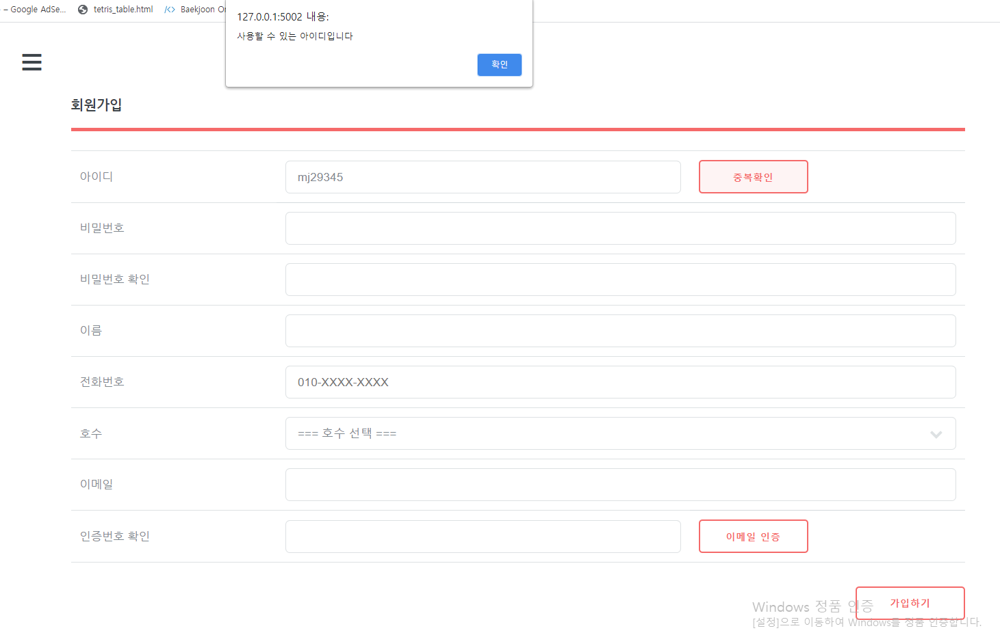 – Google AdSe...
tetris_table.html
Baekjoon On
127.0.0.1:5002 내용:
사용할 수 있는 아이디입니다
확인
회원가입
아이디
mj29345
중복확인
비밀번호
비밀번호 확인
이름
전화번호
010-XXXX-XXXX
호수
=== 호수 선택 ===
이메일
인증번호 확인
이메일 인증
가입하기
Windows 정품 인증
[설정]으로 이동하여 Windows를 정품 인증합니다.